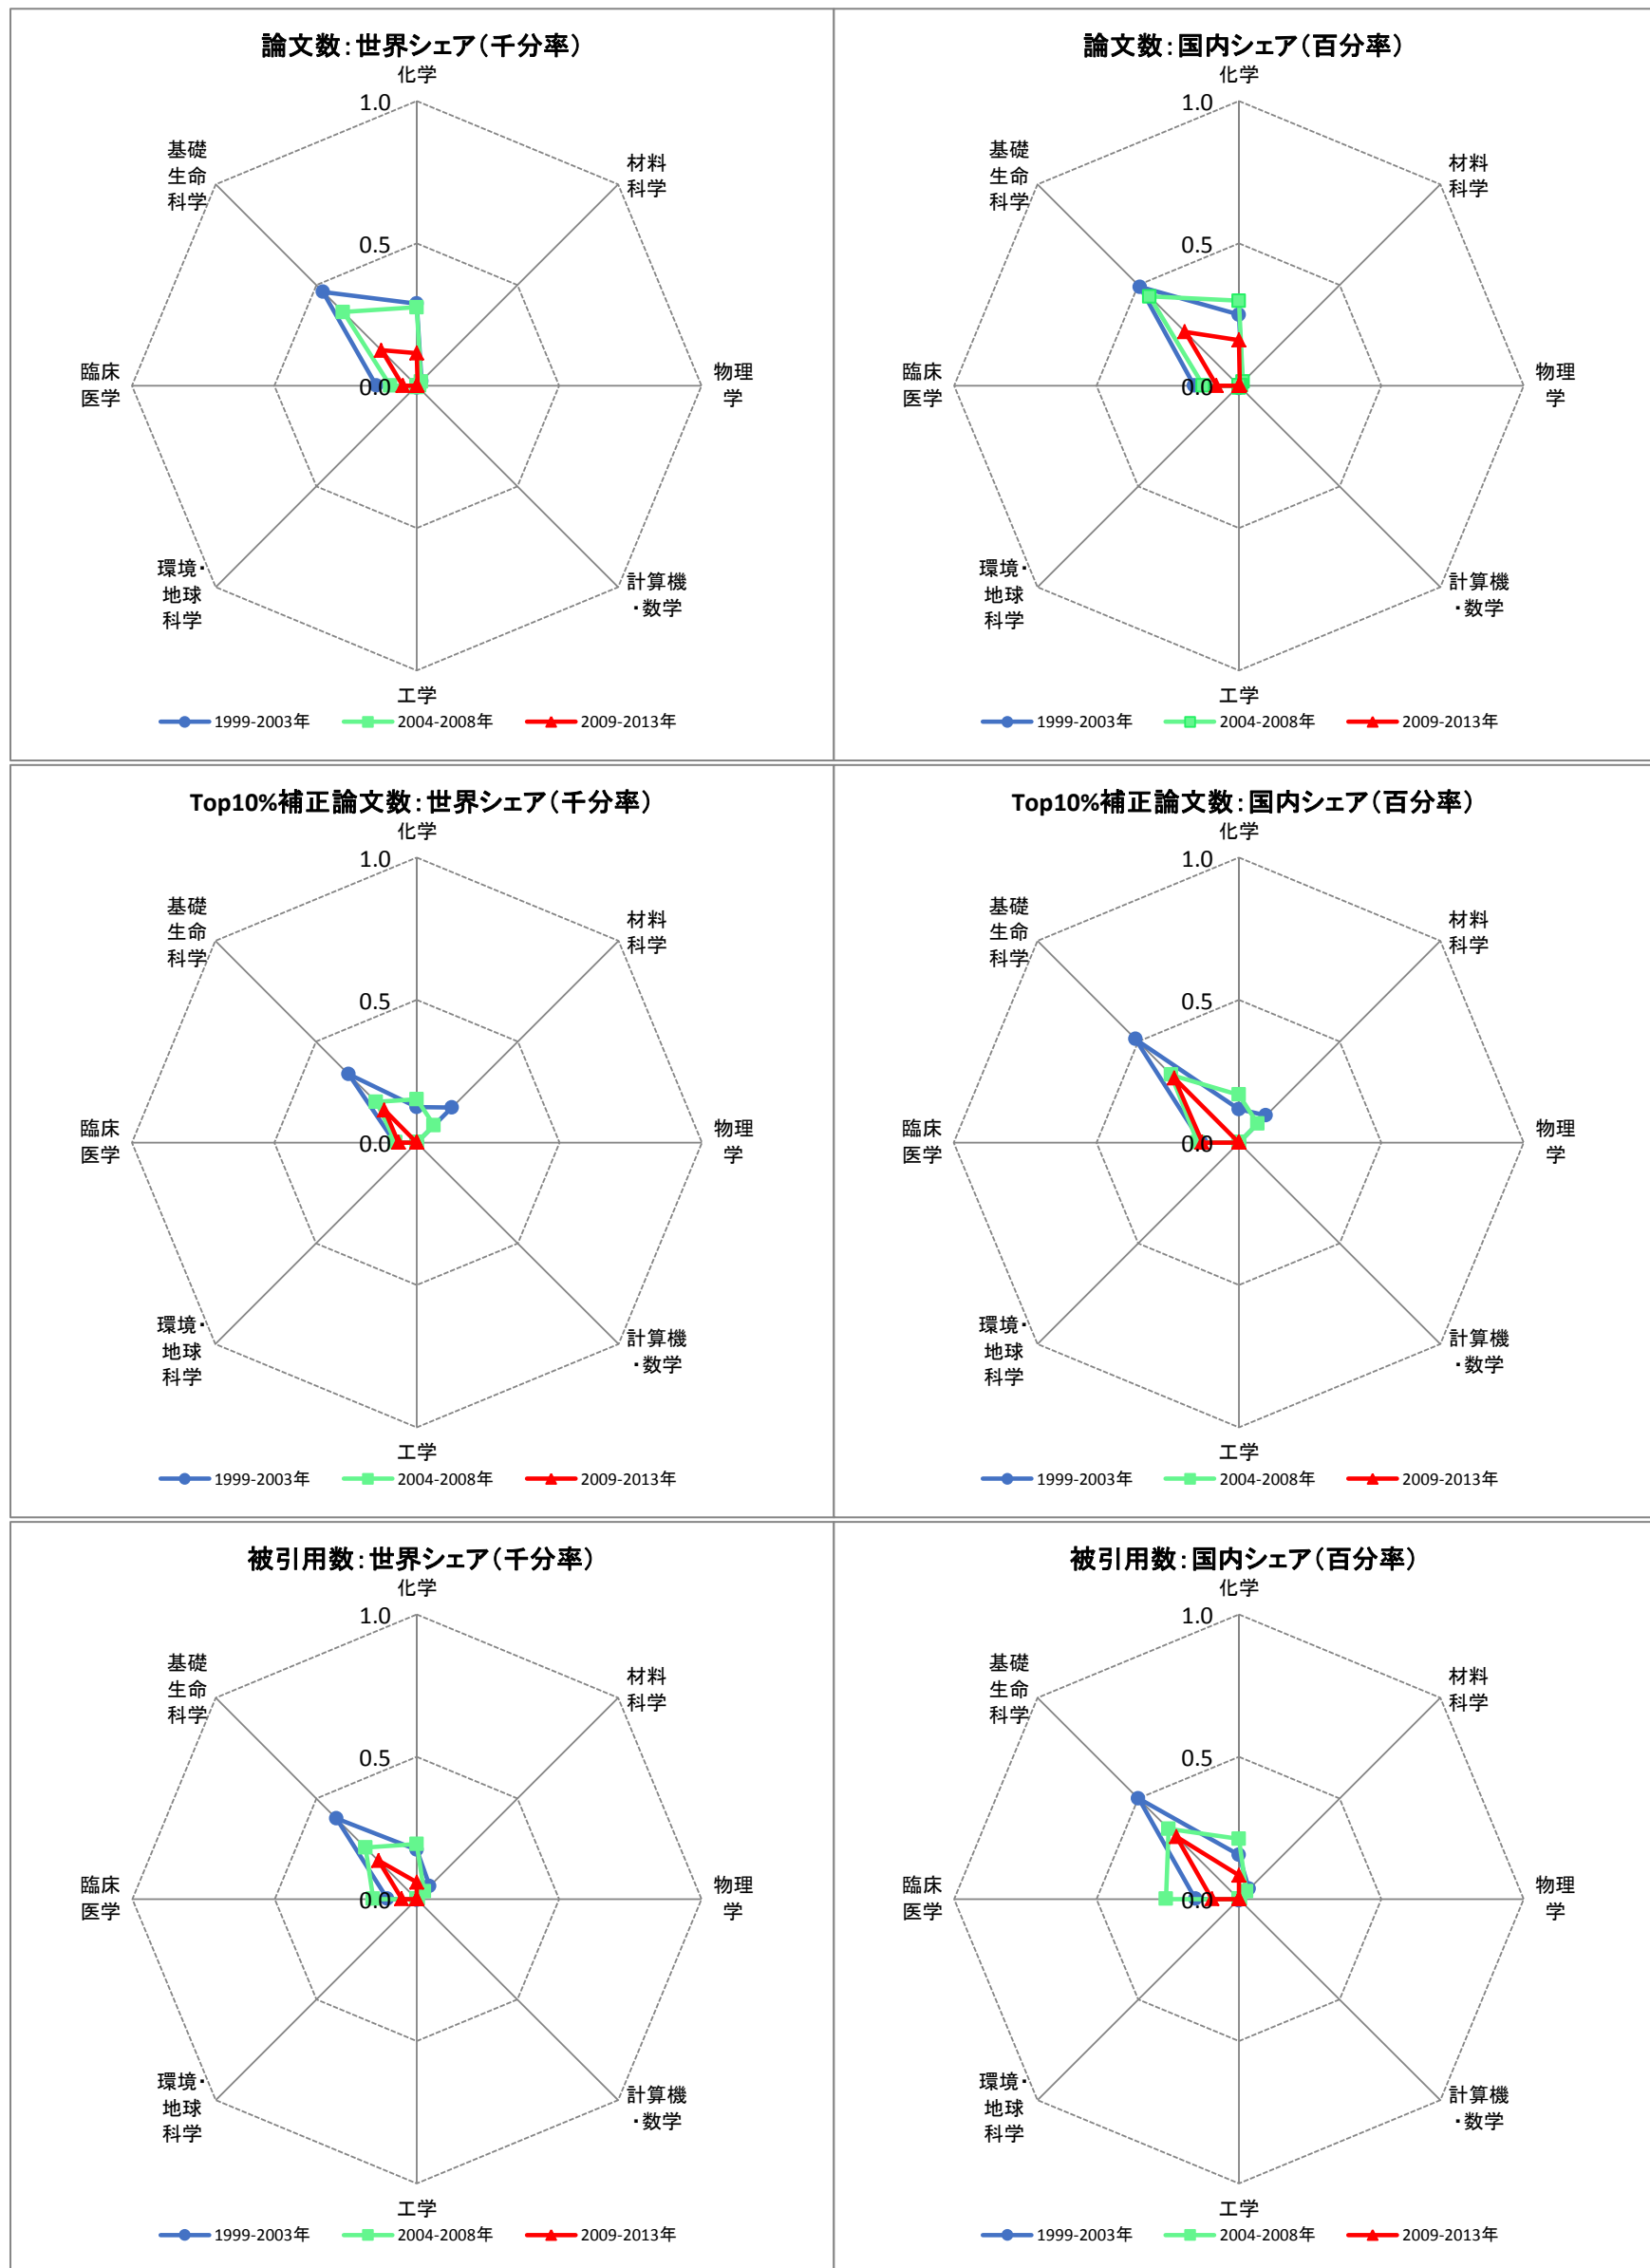 論文数：世界シェア（千分率）
化学
1.0
材料
科学
0.5
物理
学
0.0
計算機
・数学
工学
環境・
地球
科学
臨床
医学
基礎
生命
科学
1999-2003年
2004-2008年
2009-2013年
論文数：国内シェア（百分率）
化学
1.0
材料
科学
0.5
物理
学
0.0
計算機
・数学
工学
環境・
地球
科学
臨床
医学
基礎
生命
科学
1999-2003年
2004-2008年
2009-2013年
Top10%補正論文数：世界シェア（千分率）
化学
1.0
材料
科学
0.5
物理
学
0.0
計算機
・数学
工学
環境・
地球
科学
臨床
医学
基礎
生命
科学
1999-2003年
2004-2008年
2009-2013年
Top10%補正論文数：国内シェア（百分率）
化学
1.0
材料
科学
0.5
物理
学
0.0
計算機
・数学
工学
環境・
地球
科学
臨床
医学
基礎
生命
科学
1999-2003年
2004-2008年
2009-2013年
被引用数：世界シェア（千分率）
化学
1.0
材料
科学
0.5
物理
学
0.0
計算機
・数学
工学
環境・
地球
科学
臨床
医学
基礎
生命
科学
1999-2003年
2004-2008年
2009-2013年
被引用数：国内シェア（百分率）
化学
1.0
材料
科学
0.5
物理
学
0.0
計算機
・数学
工学
環境・
地球
科学
臨床
医学
基礎
生命
科学
1999-2003年
2004-2008年
2009-2013年